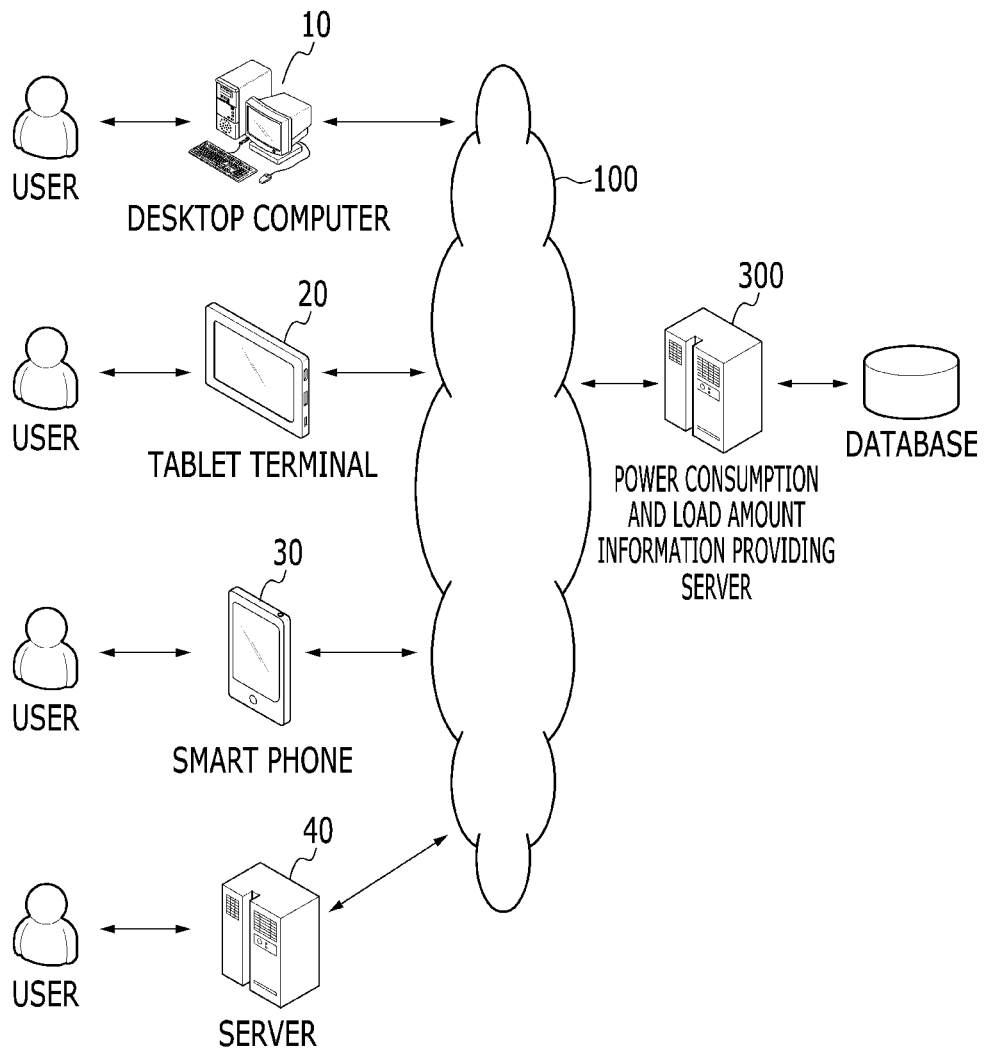 10
USER
DESKTOP COMPUTER
100
20
USER
TABLET TERMINAL
300
DATABASE
POWER CONSUMPTION
AND LOAD AMOUNT
INFORMATION PROVIDING
SERVER
30
USER
SMART PHONE
40
USER
SERVER